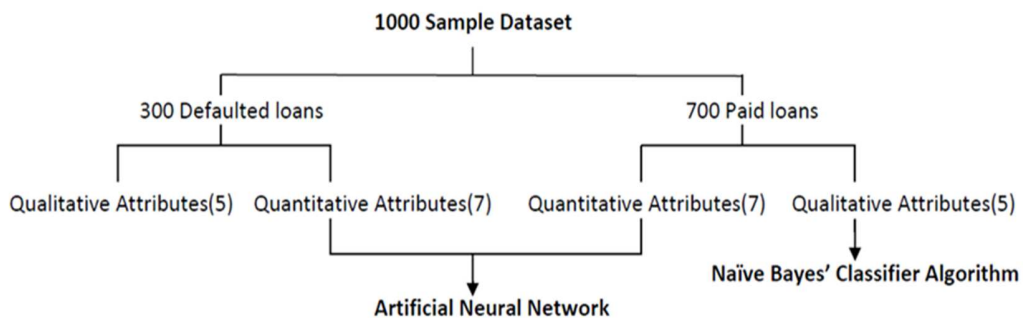 1000 Sample Dataset
300 Defaulted loans
700 Paid loans
Qualitative Attributes(5)
Quantitative Attributes(7)
Quantitative Attributes(7)
Qualitative Attributes(5)
Naïve Bayes’ Classifier Algorithm
Artificial Neural Network